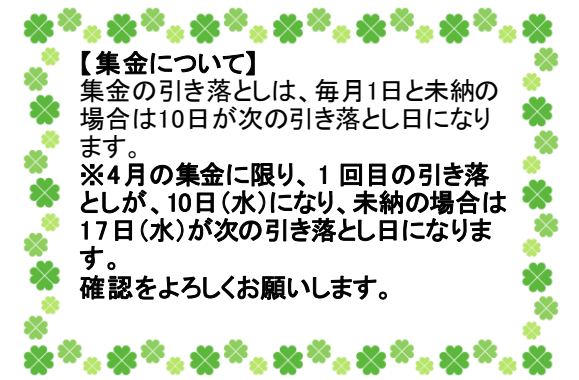 【集金について】
集金の引き落としは、毎月1日と未納の
場合は10日が次の引き落とし日になり
ます。
※4月の集金に限り、1回目の引き落
としが、10日(水)になり、未納の場合は
17日(水)が次の引き落とし日になりま
す。
確認をよろしくお願いします。